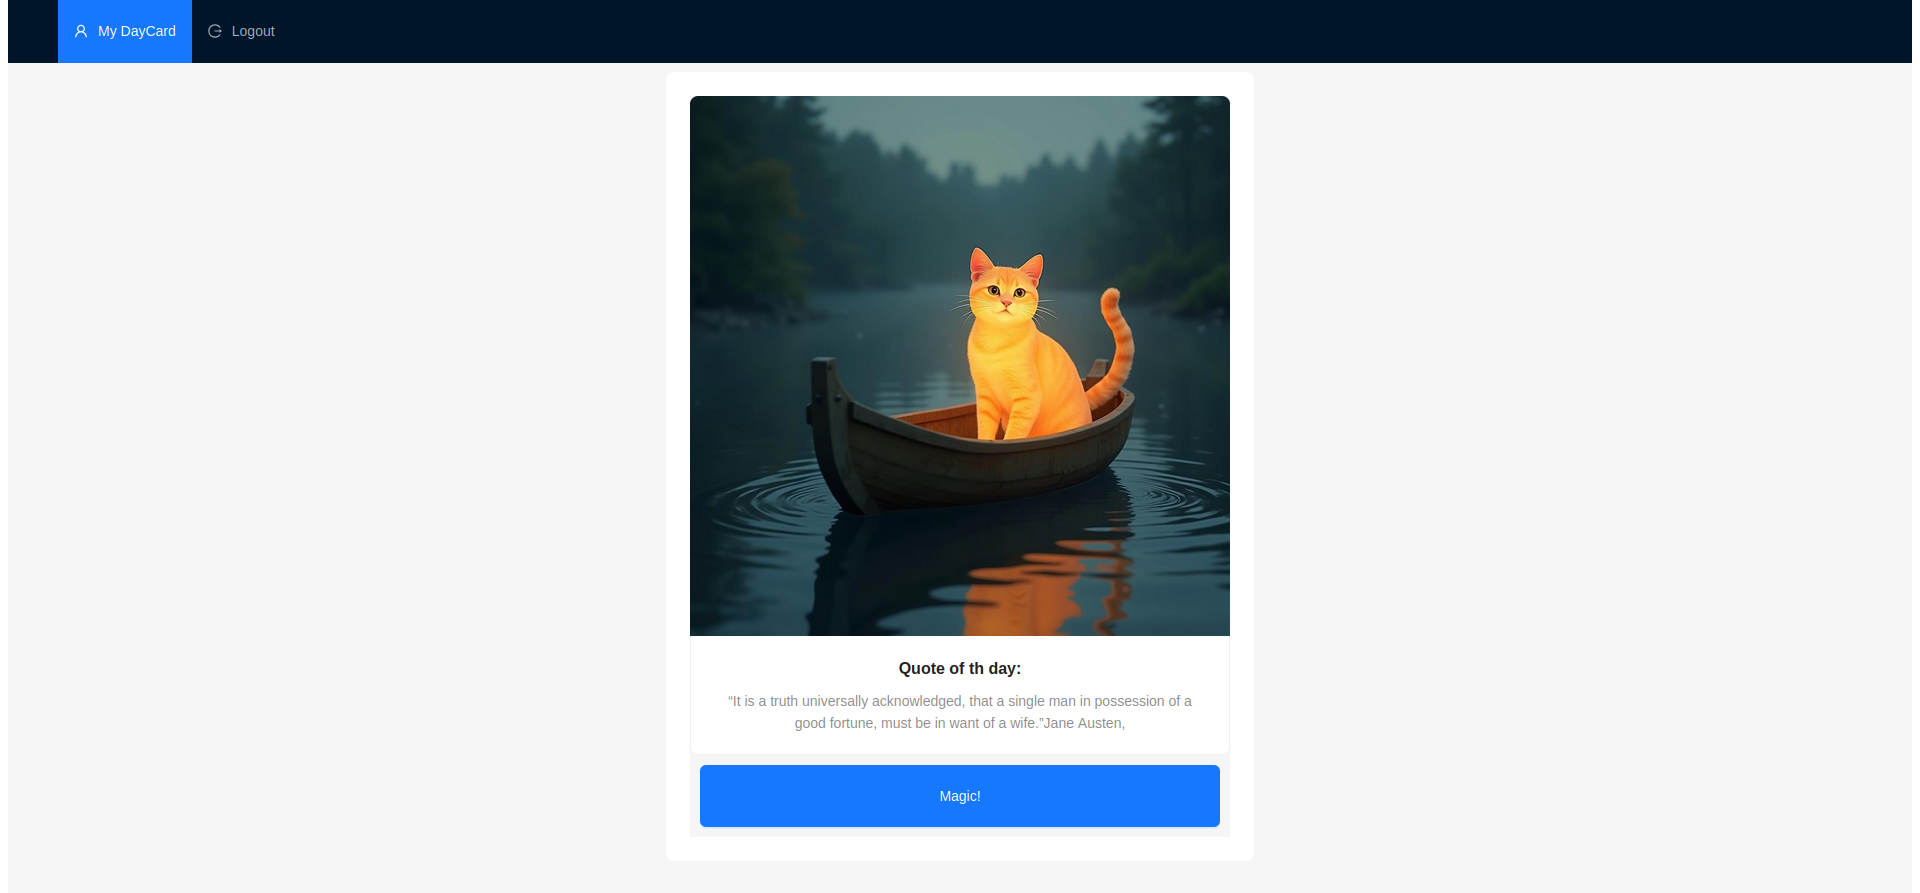 My DayCard
Logout
Quote of th day:
“It is a truth universally acknowledged, that a single man in possession of a
good fortune, must be in want of a wife.”Jane Austen,
Magic!